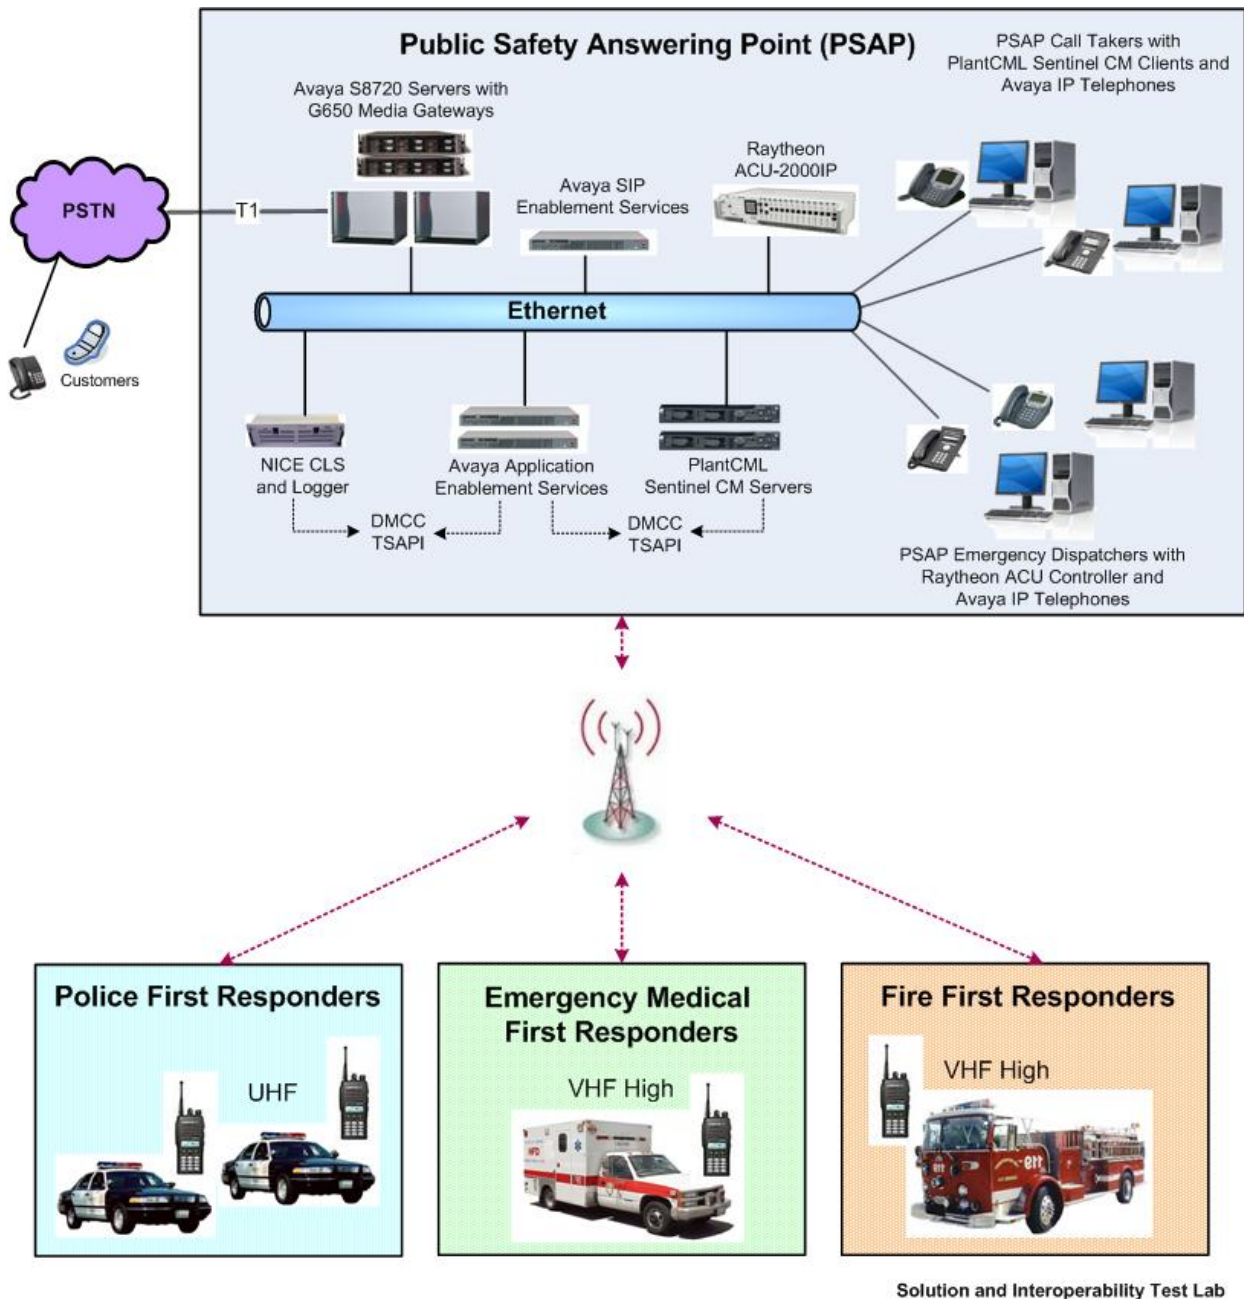 Public Safety Answering Point (PSAP)
PSAP Call Takers with
PlantCML Sentinel CM Clients and
Avaya IP Telephones
Avaya S8720 Servers with
G650 Media Gateways
Raytheon
ACU-2000IP
Avaya SIP
Enablement Services
PSTN
T1
Ethernet
Customers
NICE CLS
and Logger
Avaya Application
Enablement Services
PlantCML
Sentinel CM Servers
DMCC
TSAPI
DMCC
TSAPI
PSAP Emergency Dispatchers with
Raytheon ACU Controller and
Avaya IP Telephones
Police First Responders
UHF
Emergency Medical
First Responders
VHF High
Fire First Responders
VHF High
Solution and Interoperability Test Lab